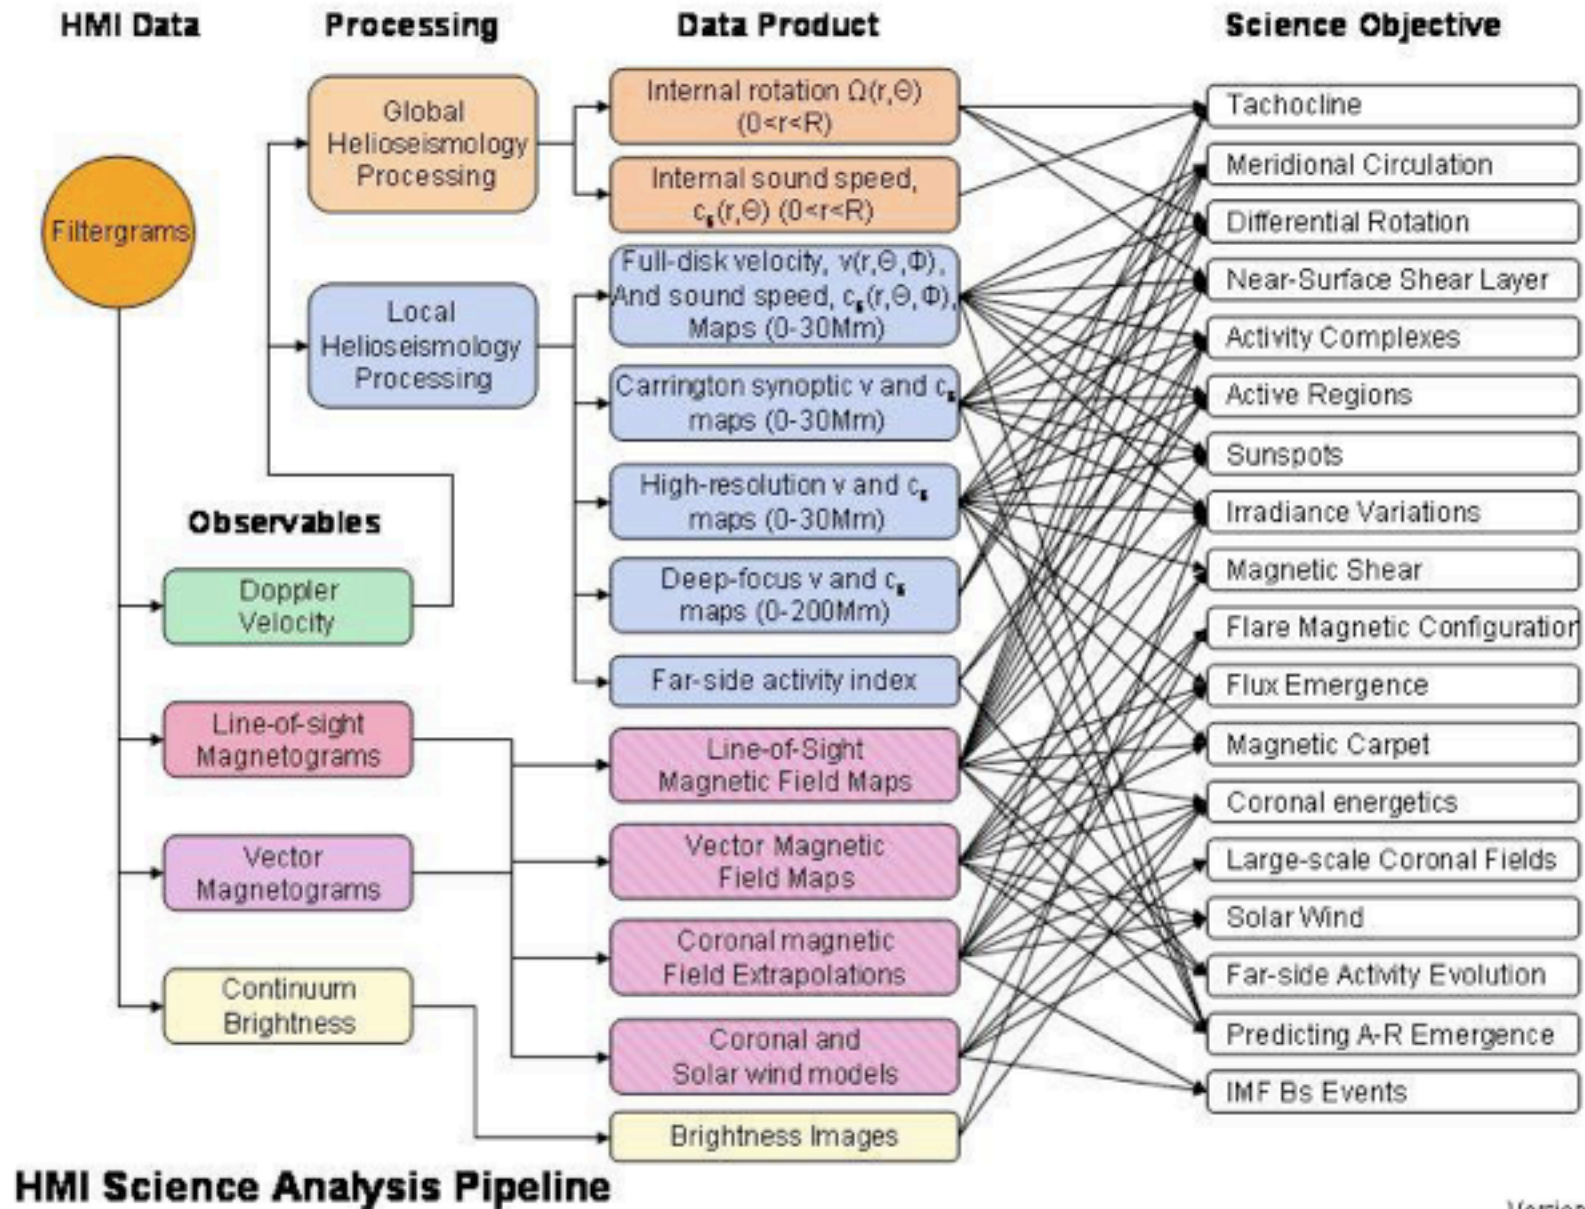 HMI Data
Processing
Data Product
Science Objective
Filtergrams
Global
Helioseismology
Processing
Local
Helioseismology
Processing
Observables
Doppler
Velocity
Line-of-sight
Magnetograms
Vector
Magnetograms
Continuum
Brightness
Internal rotation Ω(r,Θ)
(0<r<R)
Internal sound speed,
cₛ(r,Θ) (0<r<R)
Full-disk velocity, v(r,Θ,Φ),
And sound speed, cₛ(r,Θ,Φ),
Maps (0-30Mm)
Carrington synoptic v and cₛ
maps (0-30Mm)
High-resolution v and cₛ
maps (0-30Mm)
Deep-focus v and cₛ
maps (0-200Mm)
Far-side activity index
Line-of-Sight
Magnetic Field Maps
Vector Magnetic
Field Maps
Coronal magnetic
Field Extrapolations
Coronal and
Solar wind models
Brightness Images
Tachocline
Meridional Circulation
Differential Rotation
Near-Surface Shear Layer
Activity Complexes
Active Regions
Sunspots
Irradiance Variations
Magnetic Shear
Flare Magnetic Configuration
Flux Emergence
Magnetic Carpet
Coronal energetics
Large-scale Coronal Fields
Solar Wind
Far-side Activity Evolution
Predicting A-R Emergence
IMF Bs Events
HMI Science Analysis Pipeline